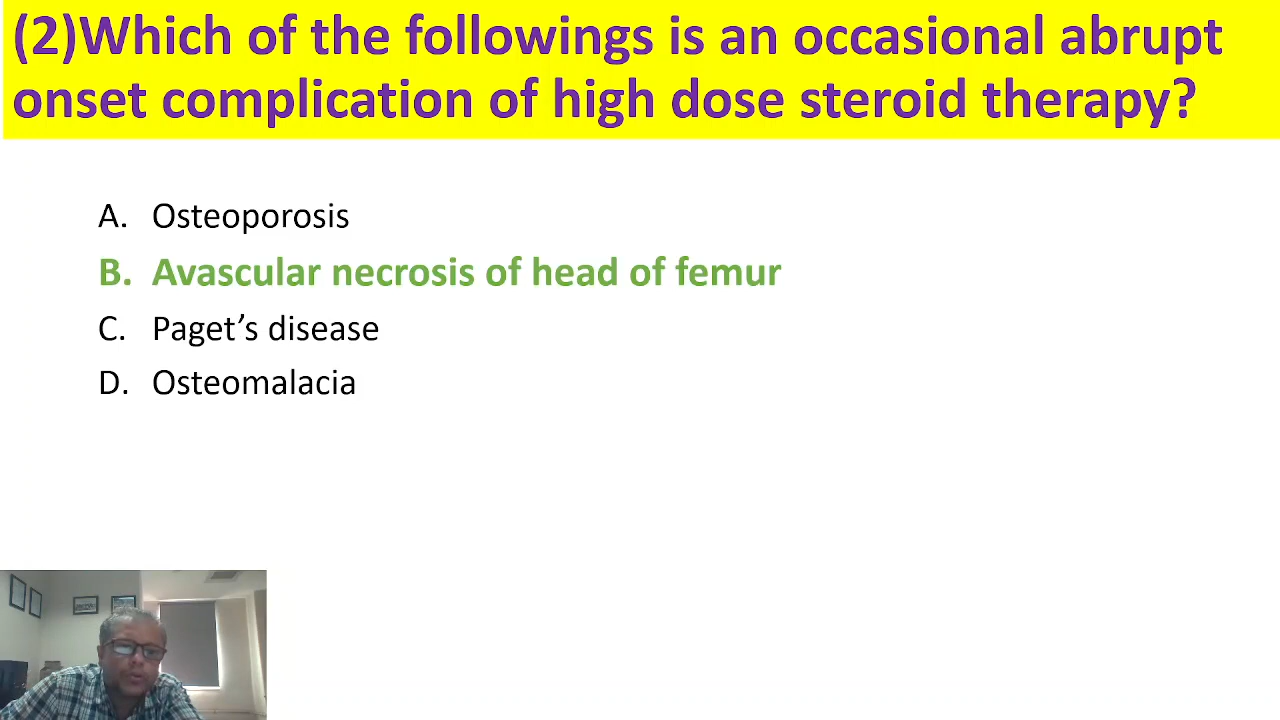 (2)Which of the followings is an occasional abrupt
onset complication of high dose steroid therapy?
A. Osteoporosis
B. Avascular necrosis of head of femur
C. Paget’s disease
D. Osteomalacia